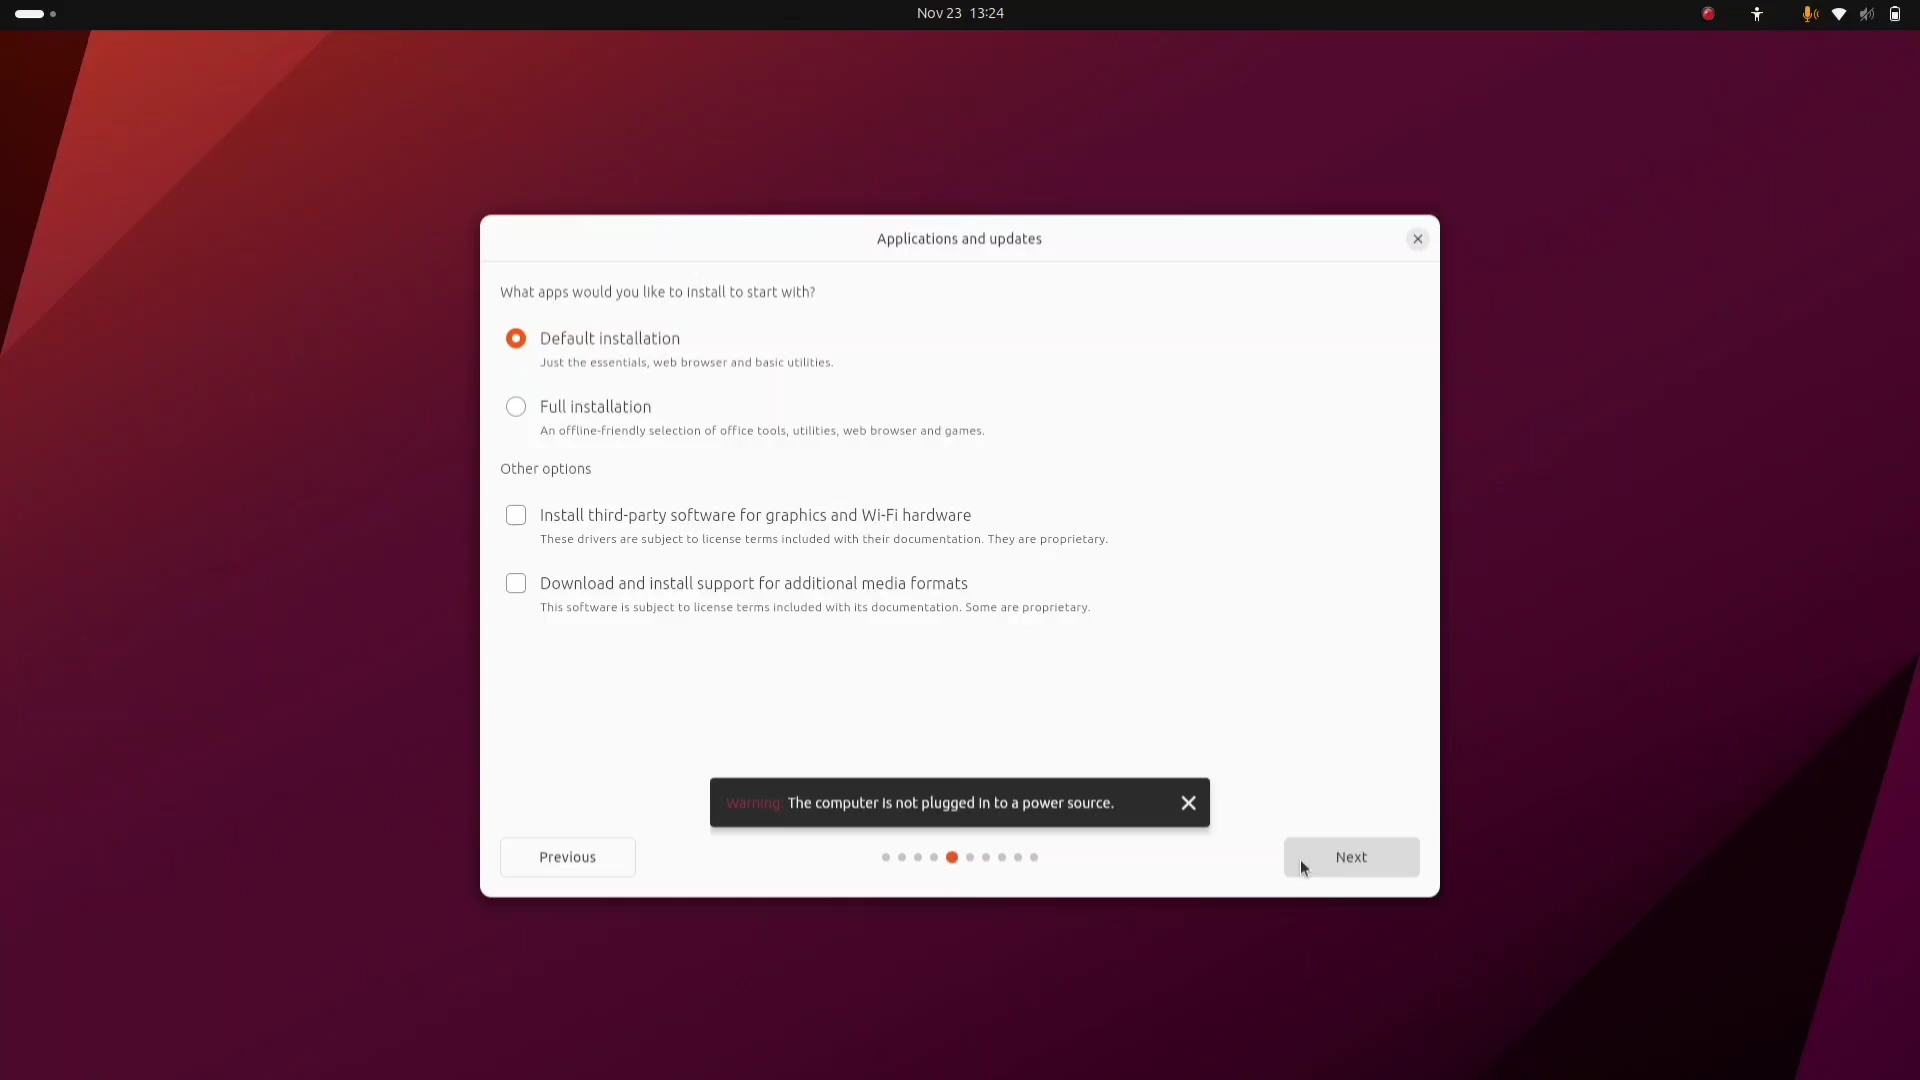 Nov 23 13:24
Applications and updates
What apps would you like to install to start with?
Default installation
Just the essentials, web browser and basic utilities.
Full installation
An offline-friendly selection of office tools, utilities, web browser and games.
Other options
Install third-party software for graphics and Wi-Fi hardware
These drivers are subject to license terms included with their documentation. They are proprietary.
Download and install support for additional media formats
This software is subject to license terms included with its documentation. Some are proprietary.
Warning: The computer is not plugged in to a power source.
Previous
Next